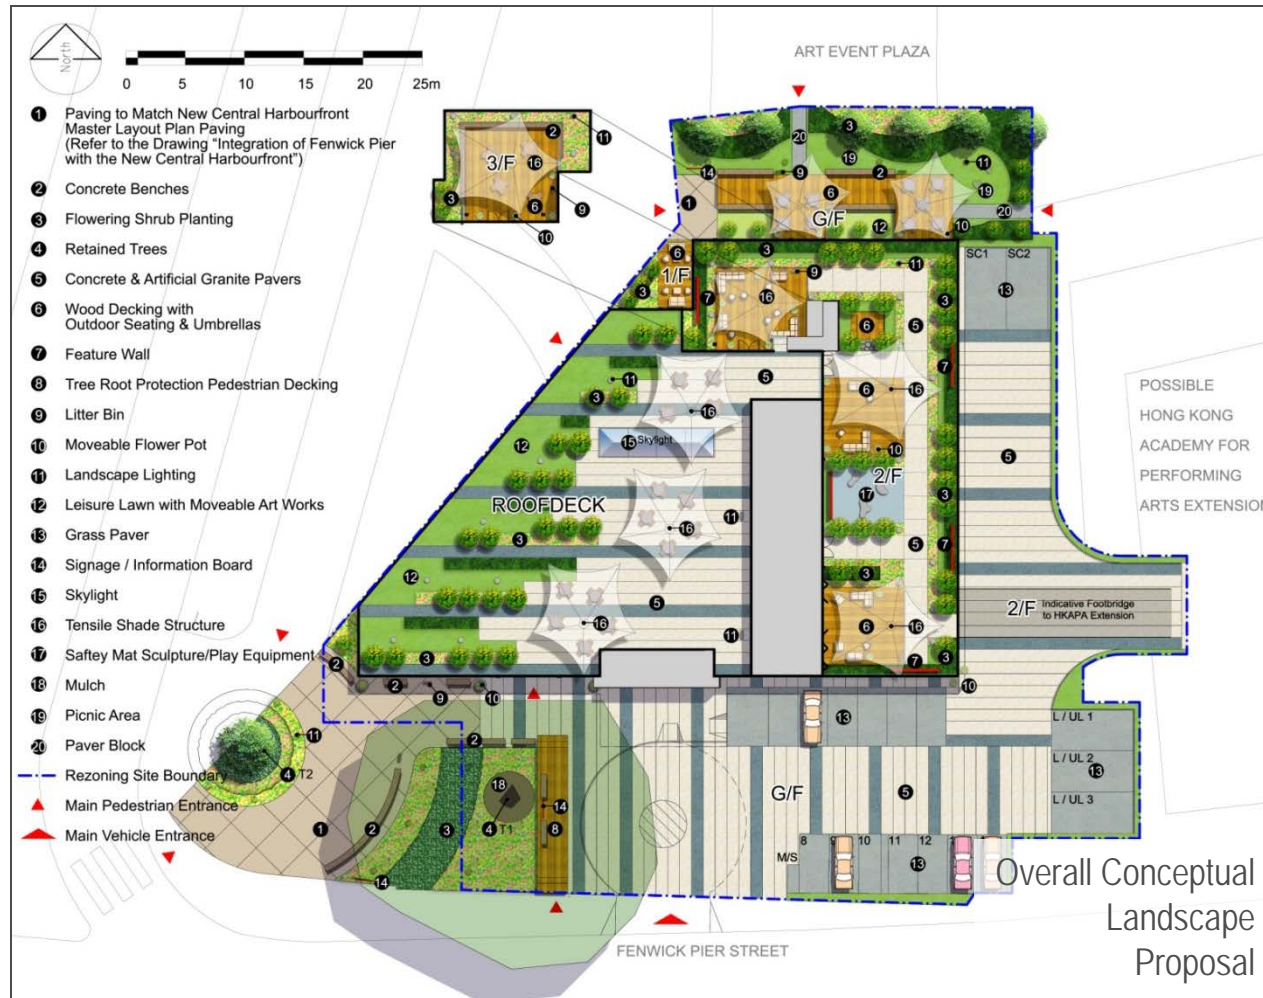 North
0 5 10 15 20 25m
ART EVENT PLAZA
1 Paving to Match New Central Harbourfront
Master Layout Plan Paving
(Refer to the Drawing “Integration of Fenwick Pier
with the New Central Harbourfront”)
2 Concrete Benches
3 Flowering Shrub Planting
4 Retained Trees
5 Concrete & Artificial Granite Pavers
6 Wood Decking with
Outdoor Seating & Umbrellas
7 Feature Wall
8 Tree Root Protection Pedestrian Decking
9 Litter Bin
10 Moveable Flower Pot
11 Landscape Lighting
12 Leisure Lawn with Moveable Art Works
13 Grass Paver
14 Signage / Information Board
15 Skylight
16 Tensile Shade Structure
17 Saftey Mat Sculpture/Play Equipment
18 Mulch
19 Picnic Area
20 Paver Block
Rezoning Site Boundary
Main Pedestrian Entrance
Main Vehicle Entrance
3/F
G/F
1/F
SC1 SC2
Skylight
ROOFDECK
2/F
POSSIBLE
HONG KONG
ACADEMY FOR
PERFORMING
ARTS EXTENSION
2/F Indicative Footbridge
to HKAPA Extension
T2
T1
G/F
L / UL 1
L / UL 2
L / UL 3
M/S 8 9 10 11 12
FENWICK PIER STREET
Overall Conceptual
Landscape
Proposal